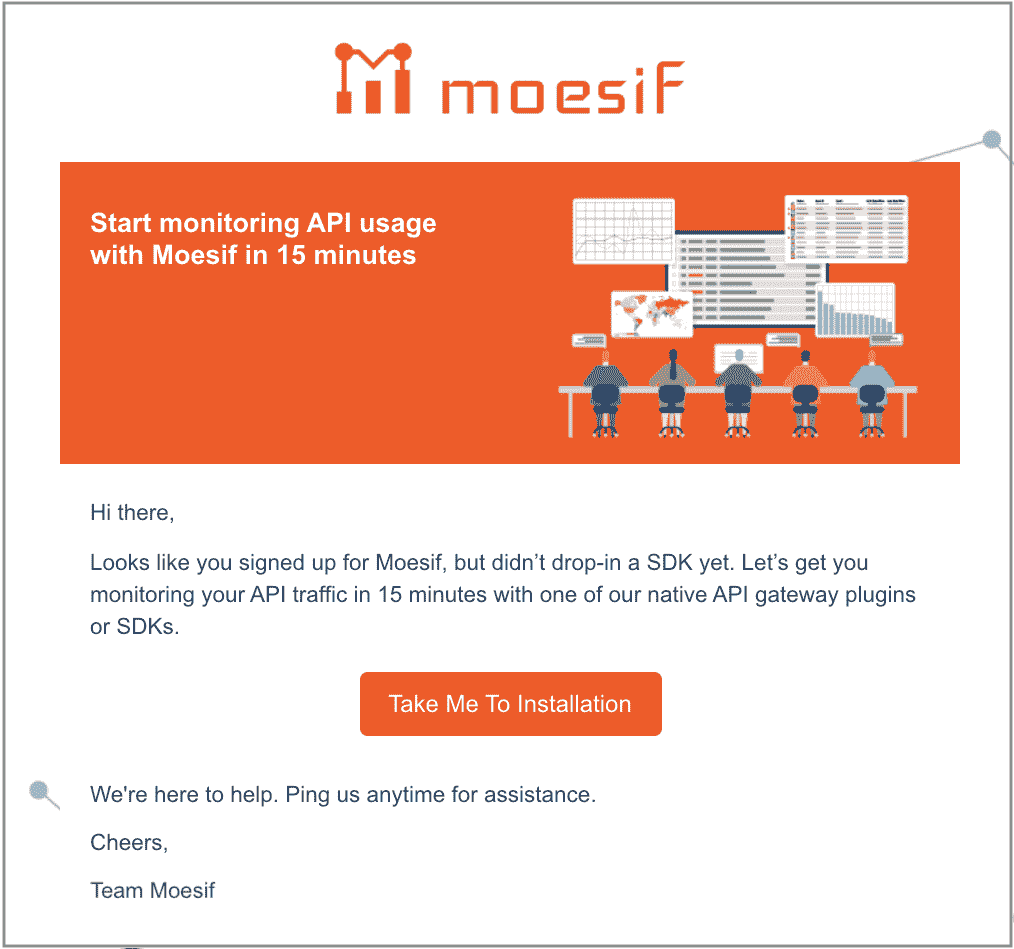 moesif
Start monitoring API usage
with Moesif in 15 minutes
Hi there,
Looks like you signed up for Moesif, but didn’t drop-in a SDK yet. Let’s get you
monitoring your API traffic in 15 minutes with one of our native API gateway plugins
or SDKs.
Take Me To Installation
We're here to help. Ping us anytime for assistance.
Cheers,
Team Moesif